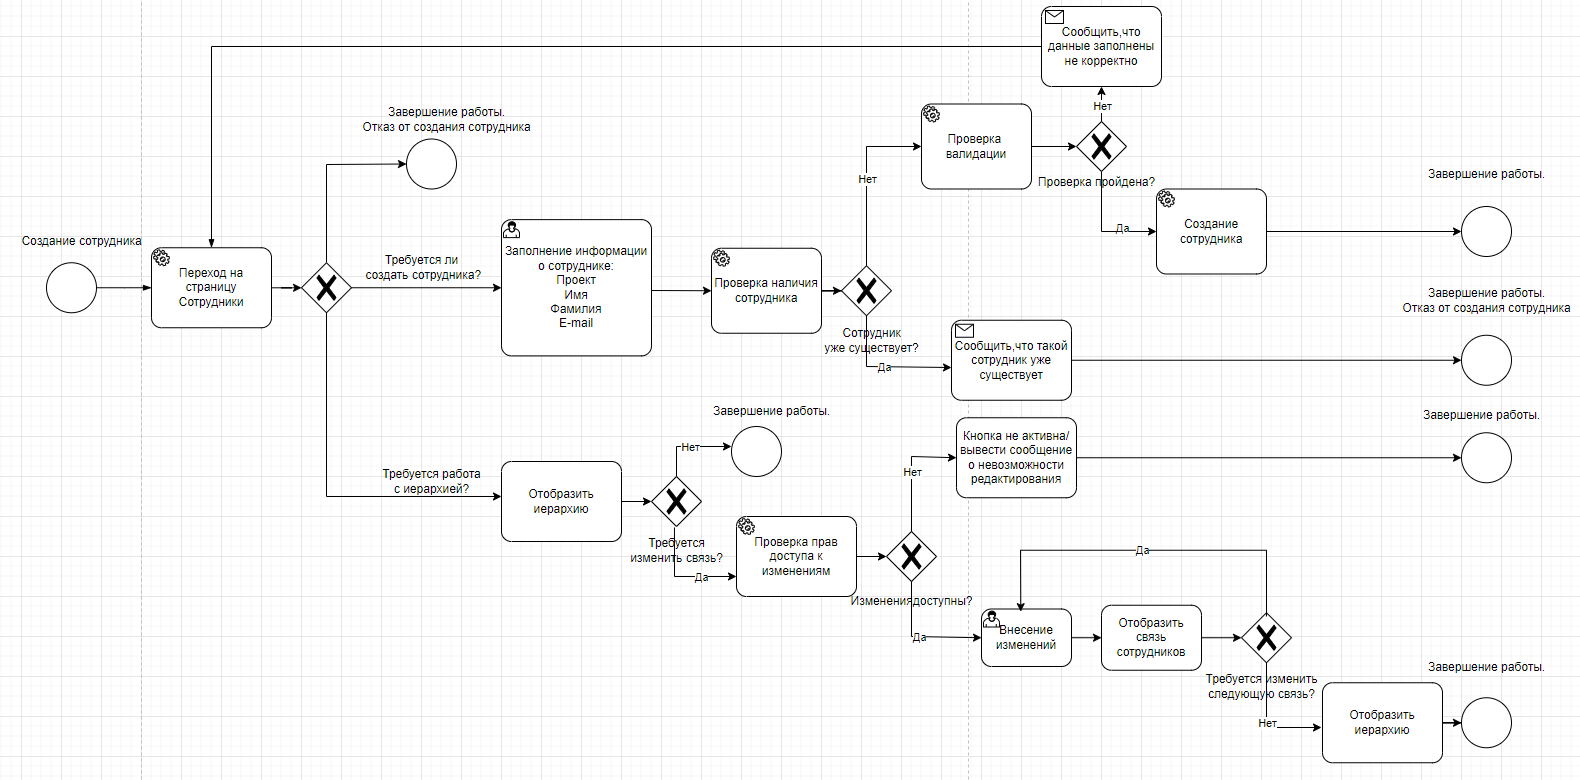 Сообщить,что
данные заполнены
не корректно
Нет
Завершение работы.
Отказ от создания сотрудника
Проверка
валидации
Проверка пройдена?
Да
Создание
сотрудника
Завершение работы.
Нет
Создание сотрудника
Переход на
страницу
Сотрудники
Требуется ли
создать сотрудника?
Заполнение информации
о сотруднике:
Проект
Имя
Фамилия
E-mail
Проверка наличия
сотрудника
Сотрудник
уже существует?
Да
Сообщить,что такой
сотрудник уже
существует
Завершение работы.
Отказ от создания сотрудника
Требуется работа
с иерархией?
Отобразить
иерархию
Нет
Завершение работы.
Требуется
изменить связь?
Да
Проверка прав
доступа к
изменениям
Нет
Кнопка не активна/
вывести сообщение
о невозможности
редактирования
Завершение работы.
Изменения доступны?
Да
Внесение
изменений
Отобразить
связь
сотрудников
Да
Требуется изменить
следующую связь?
Нет
Отобразить
иерархию
Завершение работы.